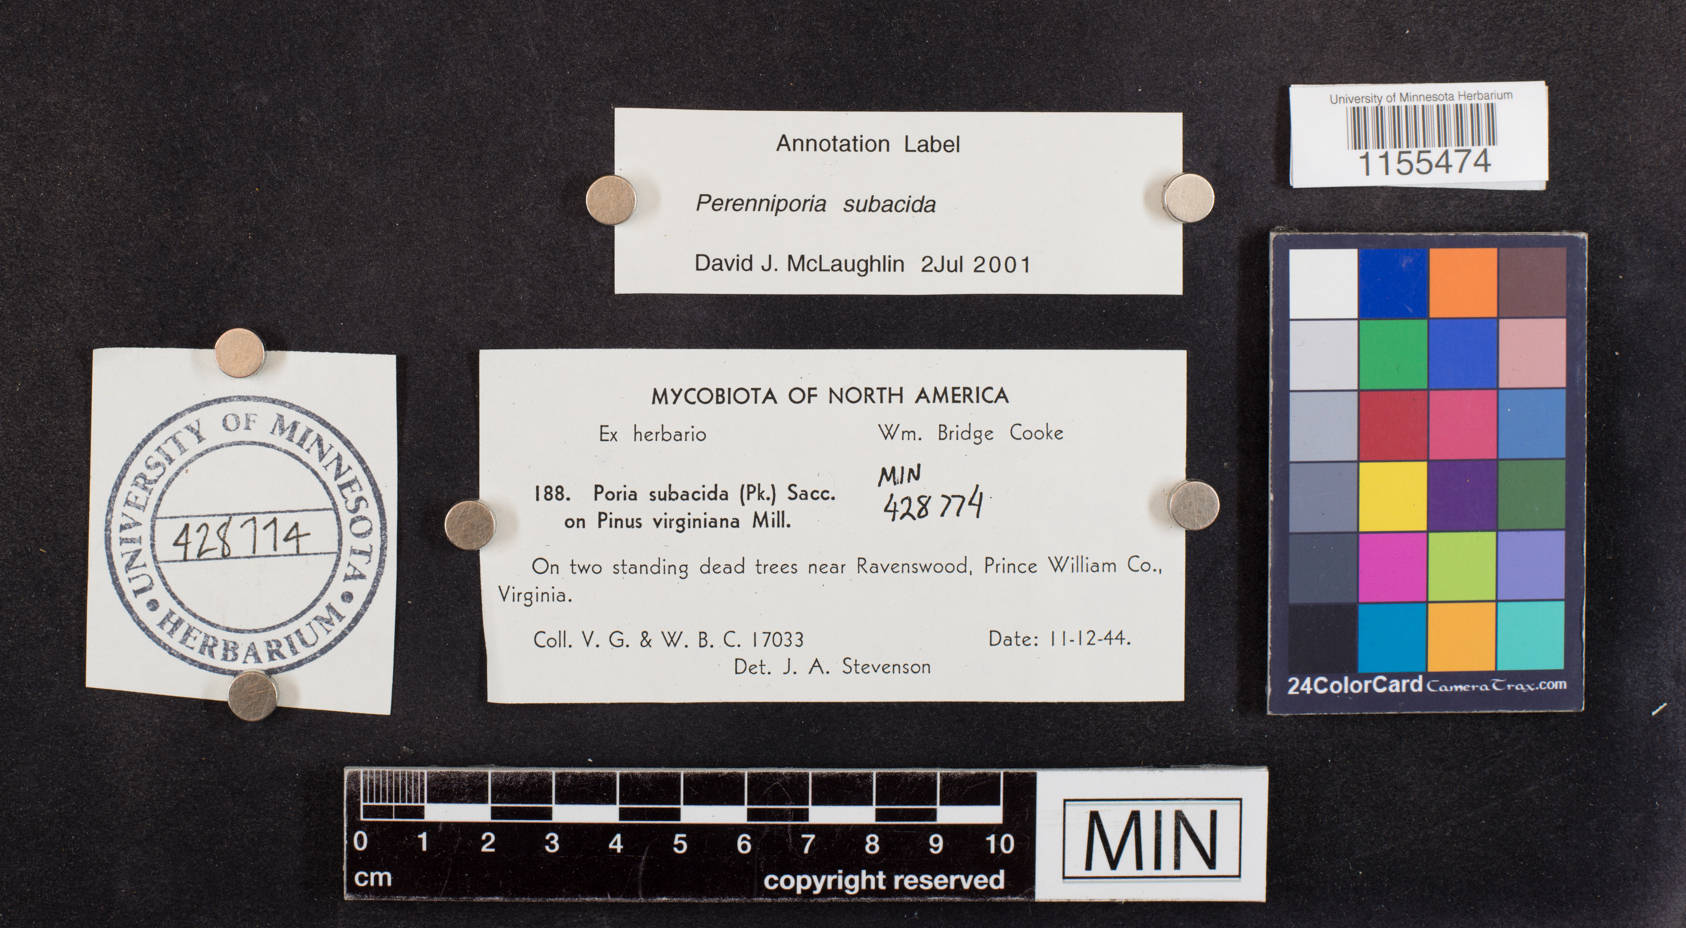 Annotation Label
Perenniporia subacida
David J. McLaughlin 2Jul 2001
University of Minnesota Herbarium
1155474
UNIVERSITY OF MINNESOTA
428774
HERBARIUM
MYCOBIOTA OF NORTH AMERICA
Ex herbario Wm. Bridge Cooke
MIN
428774
188. Poria subacida (Pk.) Sacc.
on Pinus virginiana Mill.
On two standing dead trees near Ravenswood, Prince William Co.,
Virginia.
Coll. V. G. & W. B. C. 17033 Date: 11-12-44.
Det. J. A. Stevenson
24ColorCard CameraTrax.com
0 1 2 3 4 5 6 7 8 9 10
cm copyright reserved
MIN